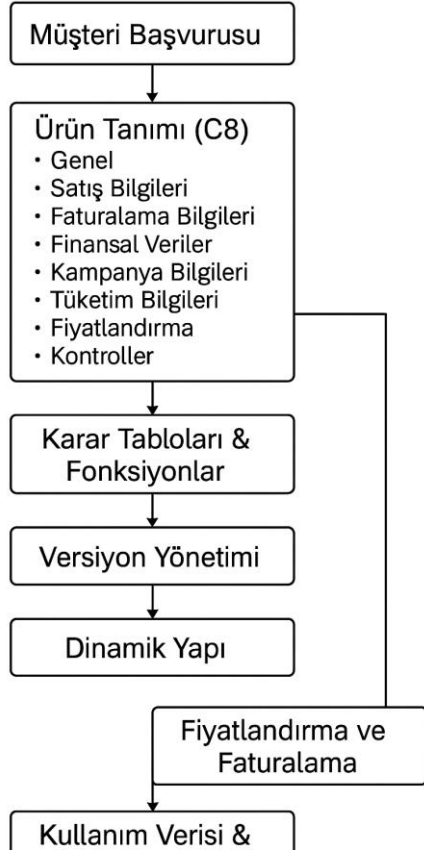 Müşteri Başvurusu
Ürün Tanımı (C8)
• Genel
• Satış Bilgileri
• Faturalama Bilgileri
• Finansal Veriler
• Kampanya Bilgileri
• Tüketim Bilgileri
• Fiyatlandırma
• Kontroller
Karar Tabloları &
Fonksiyonlar
Versiyon Yönetimi
Dinamik Yapı
Fiyatlandırma ve
Faturalama
Kullanım Verisi &